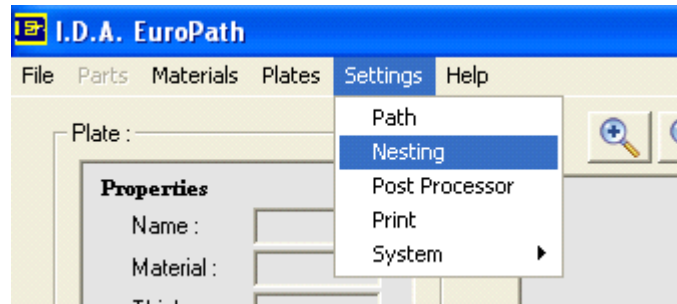 I.D.A. EuroPath
File Parts Materials Plates Settings Help
Path
Nesting
Post Processor
Print
System
Plate :
Properties
Name :
Material :